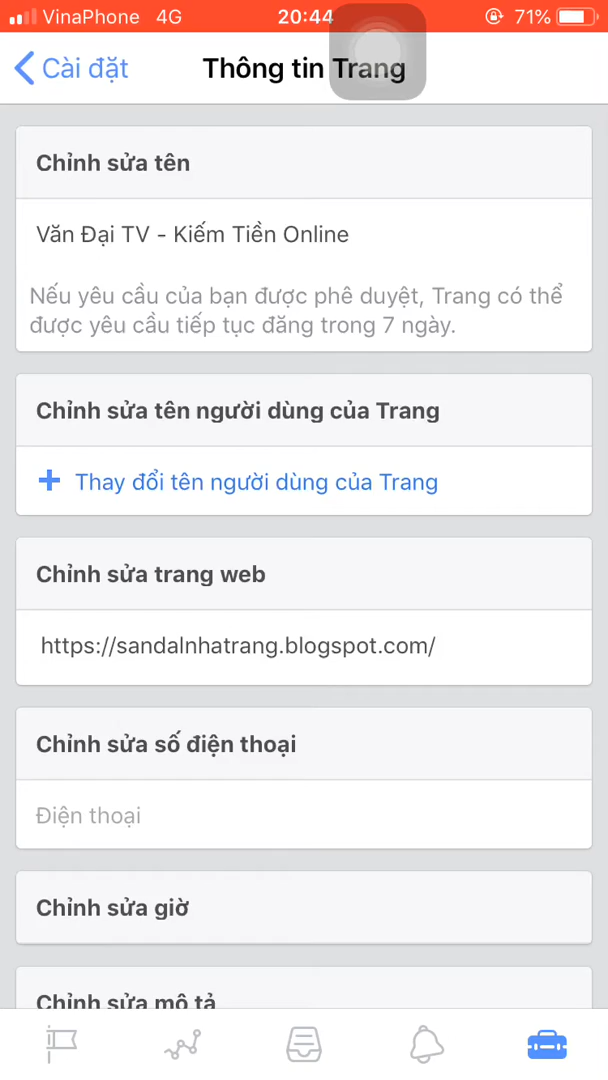 VinaPhone 4G 20:44 71%
Cài đặt Thông tin Trang
Chỉnh sửa tên
Văn Đại TV - Kiếm Tiền Online
Nếu yêu cầu của bạn được phê duyệt, Trang có thể
được yêu cầu tiếp tục đăng trong 7 ngày.
Chỉnh sửa tên người dùng của Trang
+ Thay đổi tên người dùng của Trang
Chỉnh sửa trang web
https://sandalnhatrang.blogspot.com/
Chỉnh sửa số điện thoại
Điện thoại
Chỉnh sửa giờ
Chỉnh sửa mô tả